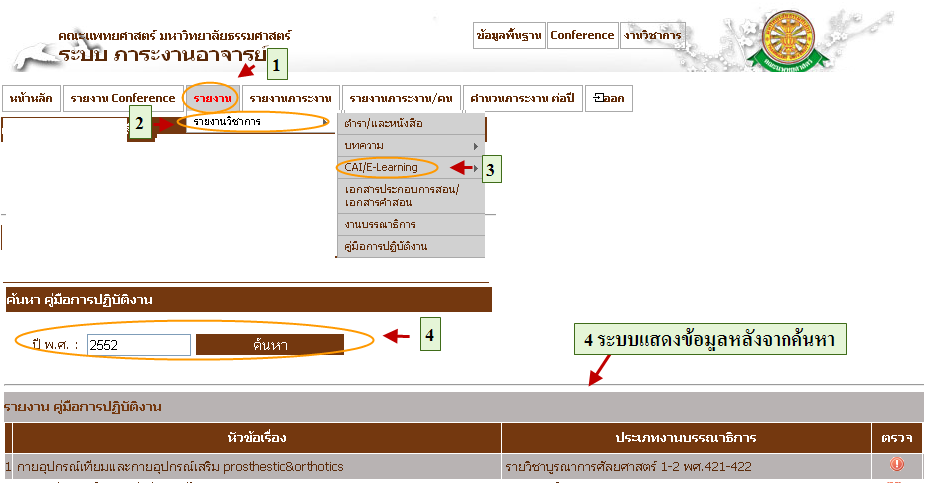 คณะแพทยศาสตร์ มหาวิทยาลัยธรรมศาสตร์
ระบบ ภาระงานอาจารย์
ข้อมูลพื้นฐาน Conference งานวิชาการ
1
หน้าหลัก รายงาน Conference รายงาน รายงานภาระงาน รายงานภาระงาน/คน คำนวนภาระงาน ต่อปี ออก
2 รายงานวิชาการ
ตำรา/และหนังสือ
บทความ
CAI/E-Learning 3
เอกสารประกอบการสอน/
เอกสารคำสอน
งานบรรณาธิการ
คู่มือการปฏิบัติงาน
ค้นหา คู่มือการปฏิบัติงาน
ปี พ.ศ. : 2552 ค้นหา 4
4 ระบบแสดงข้อมูลหลังจากค้นหา
รายงาน คู่มือการปฏิบัติงาน
หัวข้อเรื่อง ประเภทงานบรรณาธิการ ตรวจ
1 กายอุปกรณ์เทียมและกายอุปกรณ์เสริม prosthestic&orthotics รายวิชาบูรณาการศัลยศาสตร์ 1-2 พศ.421-422